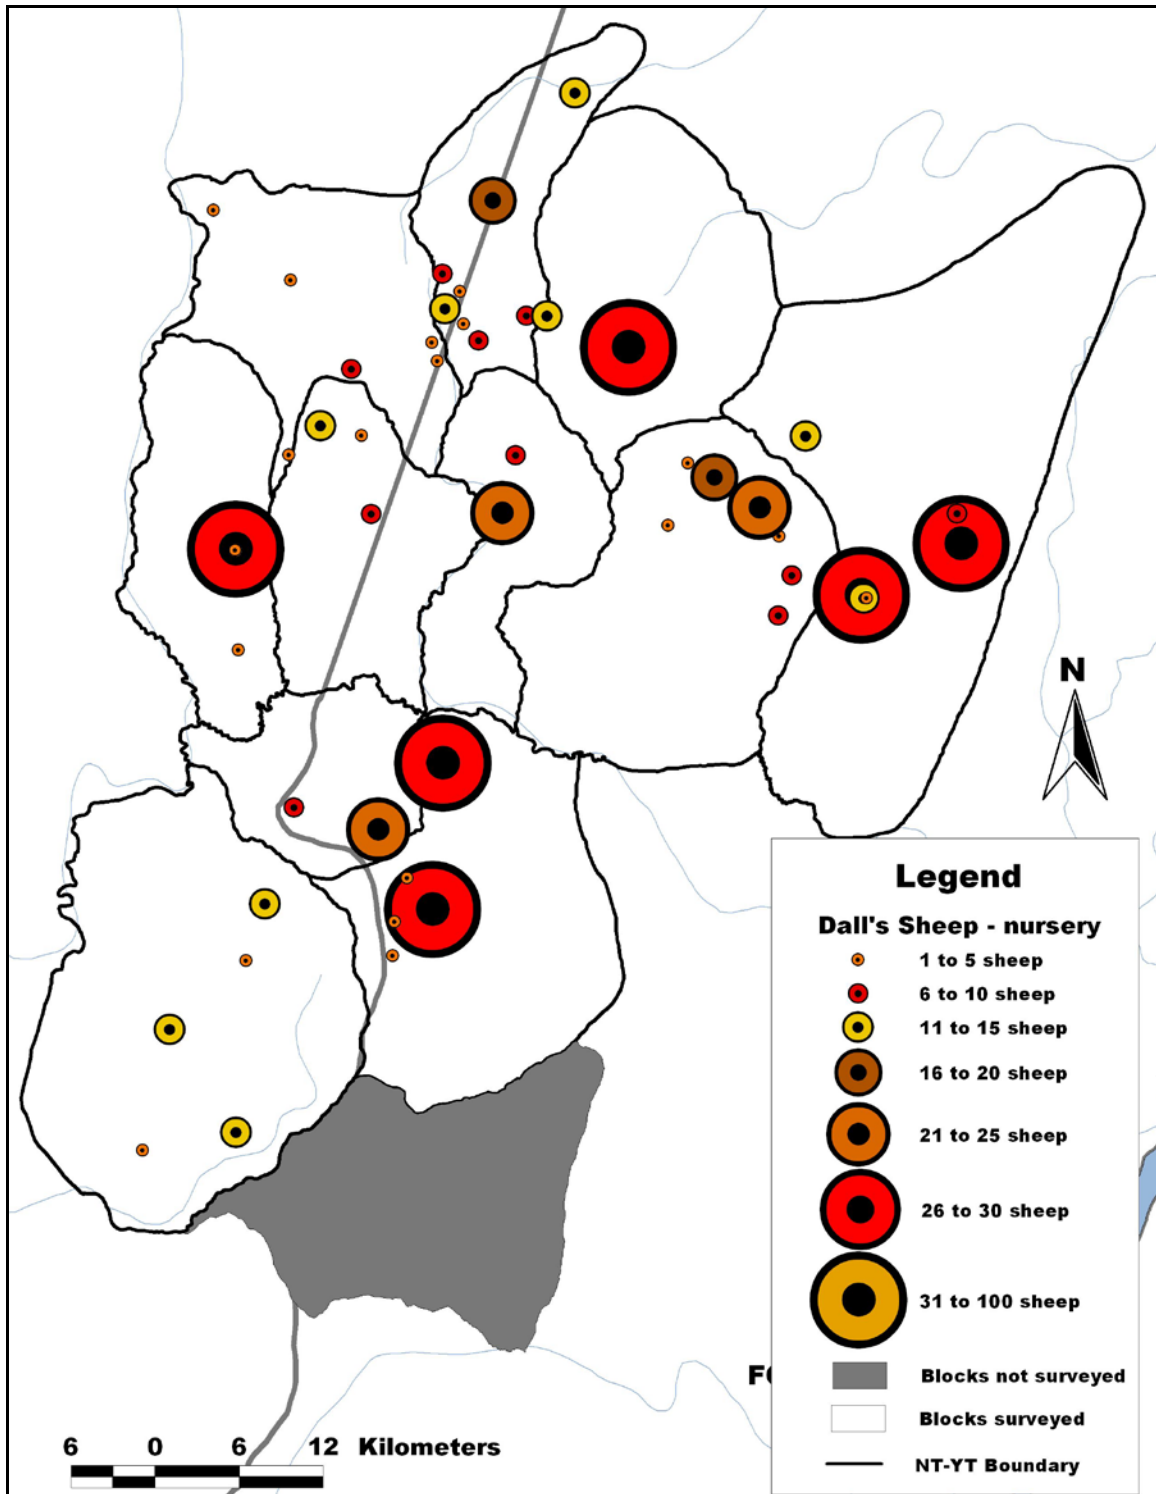 N
Legend
Dall's Sheep - nursery
1 to 5 sheep
6 to 10 sheep
11 to 15 sheep
16 to 20 sheep
21 to 25 sheep
26 to 30 sheep
31 to 100 sheep
Blocks not surveyed
Blocks surveyed
NT-YT Boundary
6 0 6 12 Kilometers